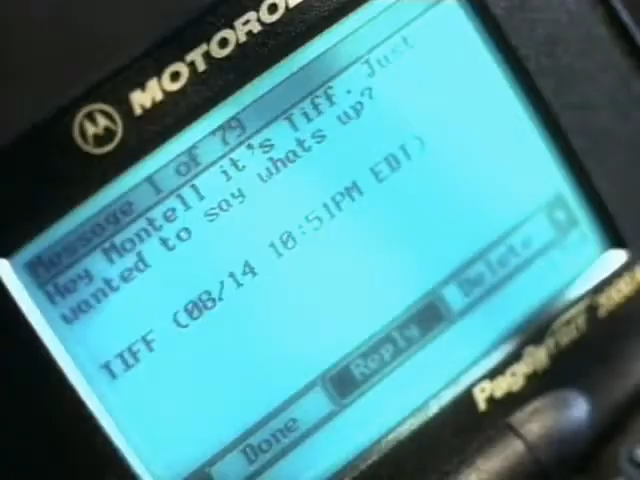 MOTOROLA
Message 1 of 79
Hey Montell it's Tiff. Just
wanted to say whats up?
TIFF (08/14 10:51PM EDT)
Done Reply Delete